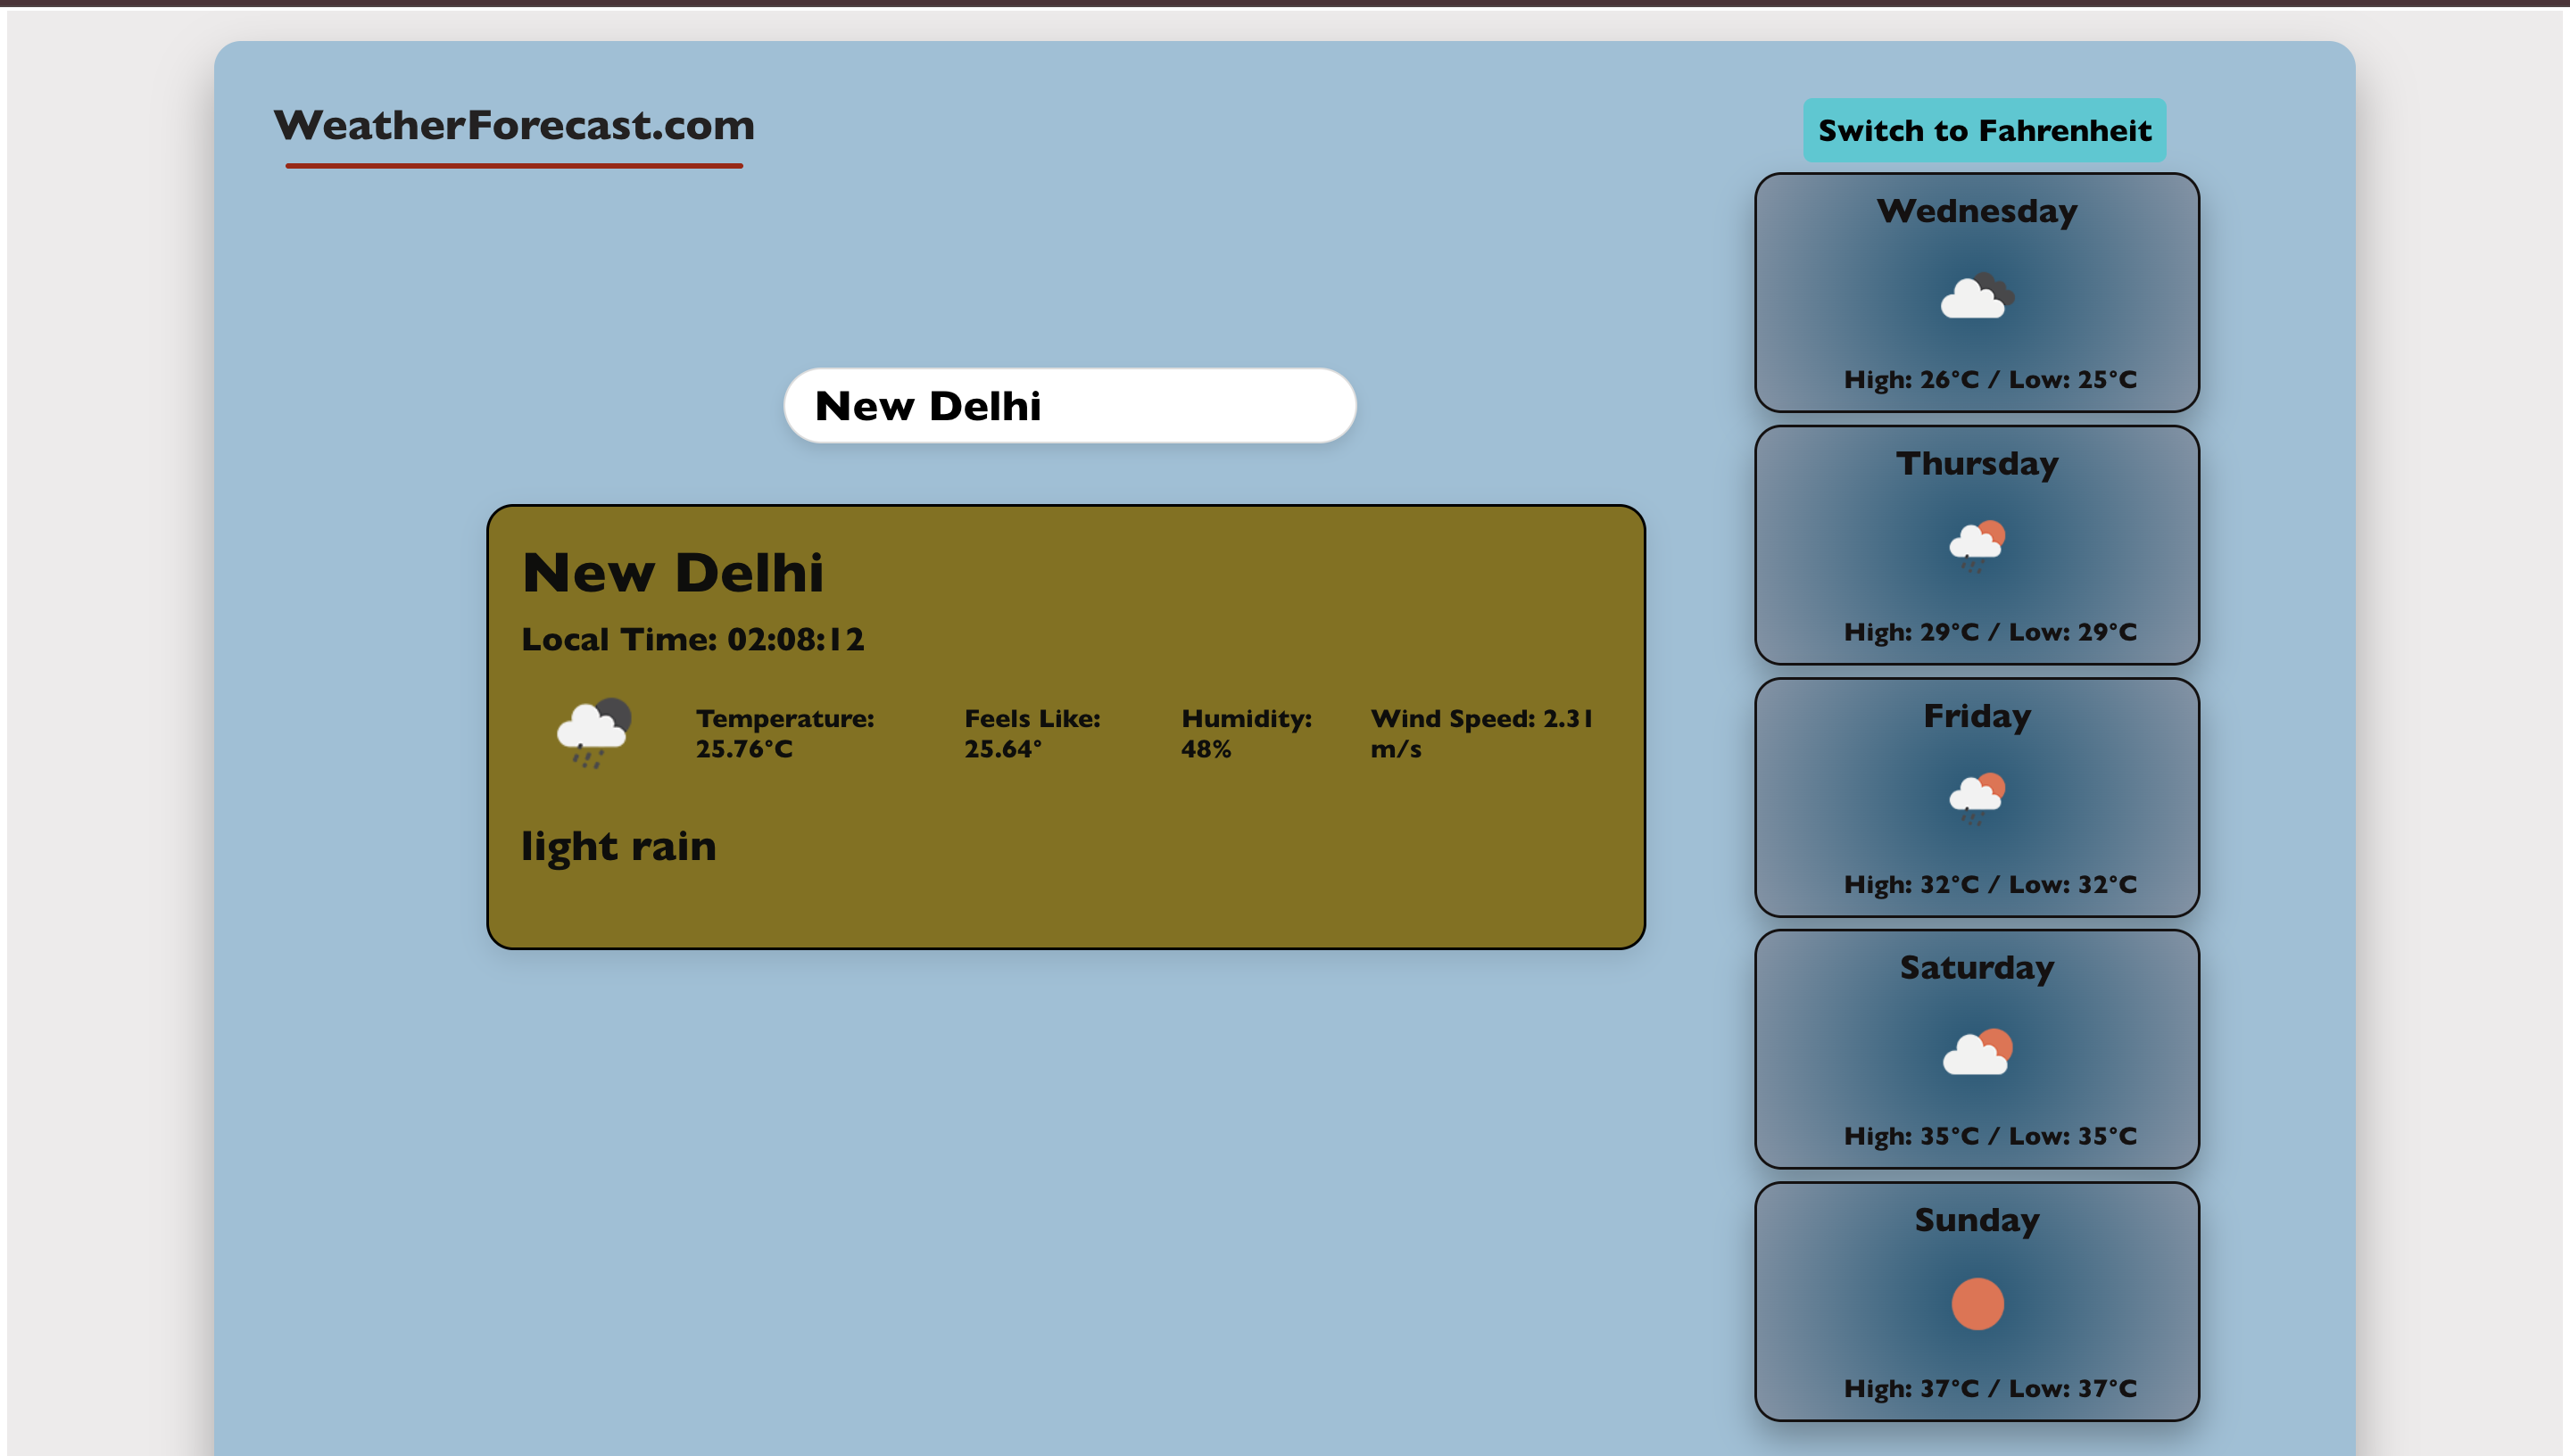 WeatherForecast.com
Switch to Fahrenheit
New Delhi
New Delhi
Local Time: 02:08:12
Temperature:
25.76°C
Feels Like:
25.64°
Humidity:
48%
Wind Speed: 2.31
m/s
light rain
Wednesday
High: 26°C / Low: 25°C
Thursday
High: 29°C / Low: 29°C
Friday
High: 32°C / Low: 32°C
Saturday
High: 35°C / Low: 35°C
Sunday
High: 37°C / Low: 37°C